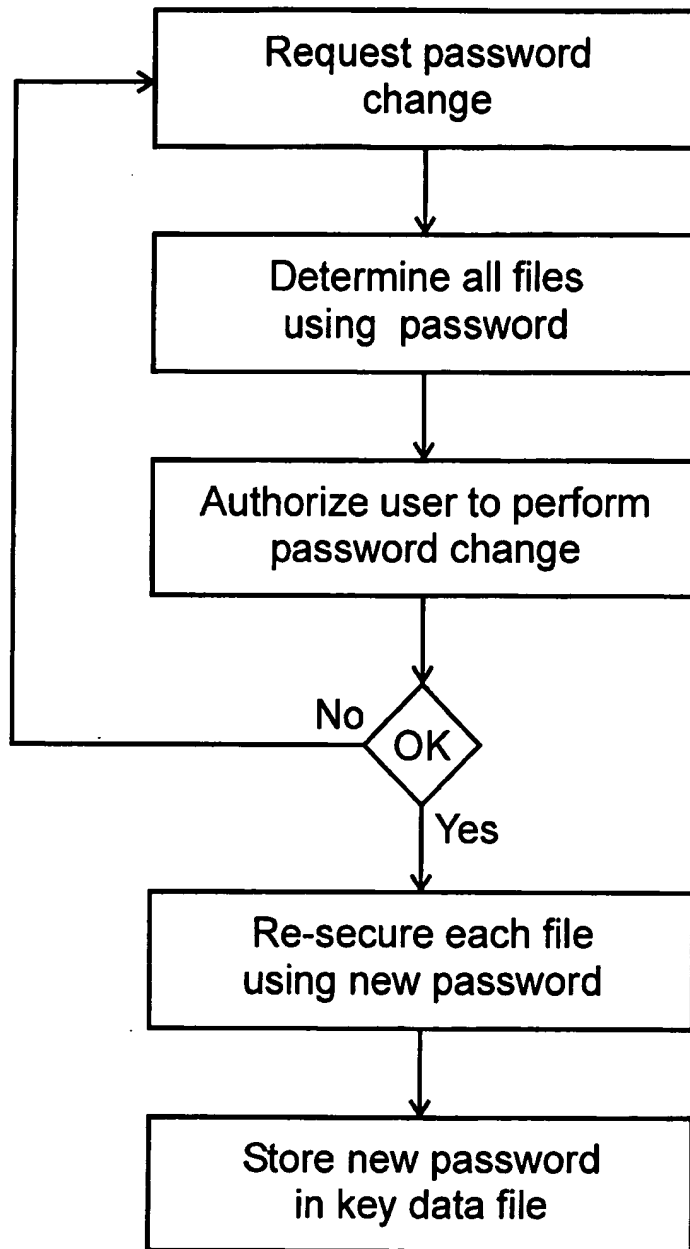 Request password
change
Determine all files
using password
Authorize user to perform
password change
No
OK
Yes
Re-secure each file
using new password
Store new password
in key data file